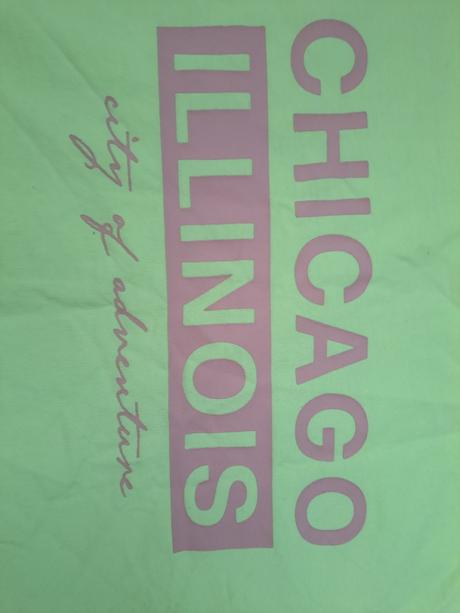 CHICAGO
ILLINOIS
city of adventure